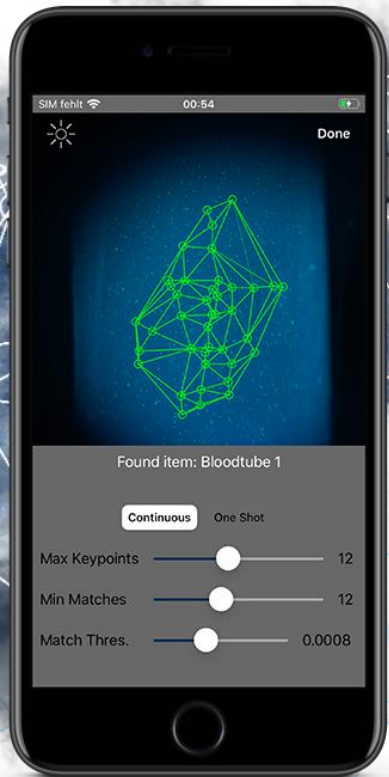 SIM fehlt 00:54
Done
Found item: Bloodtube 1
Continuous One Shot
Max Keypoints 12
Min Matches 12
Match Thres. 0.0008